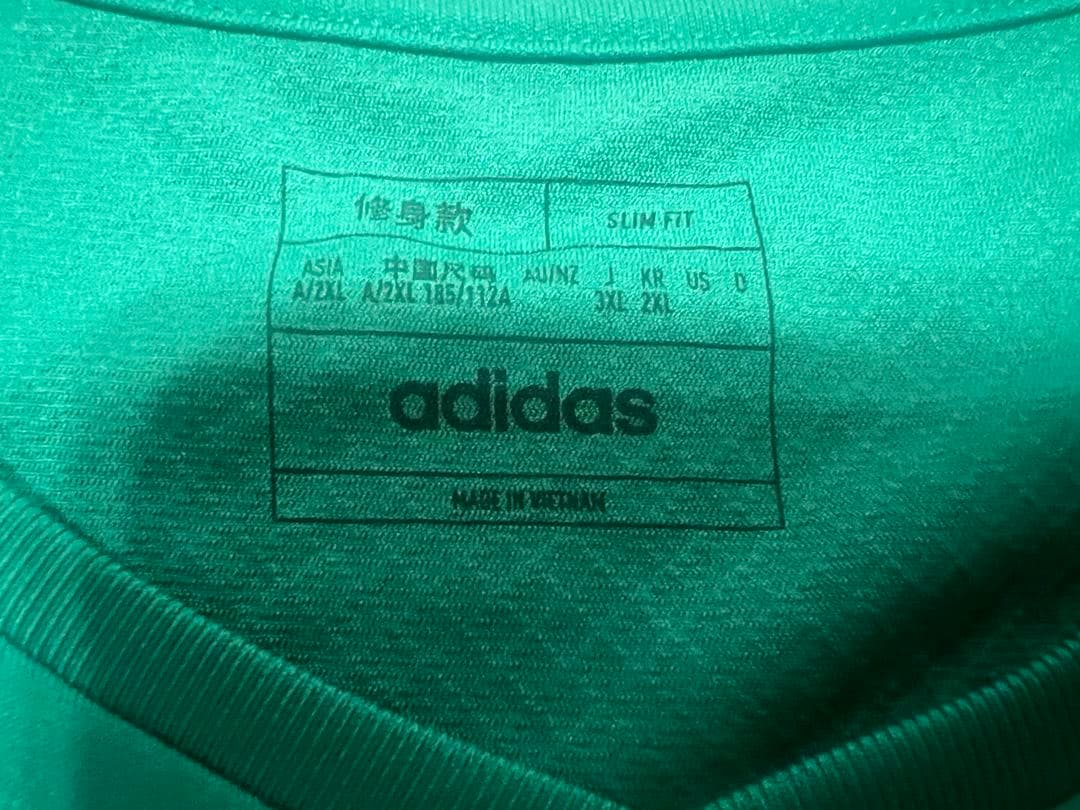 修身款 SLIM FIT
ASIA 中国尺码 AU/NZ J KR US D
A/2XL A/2XL 185/112A 3XL 2XL
adidas
MADE IN VIETNAM